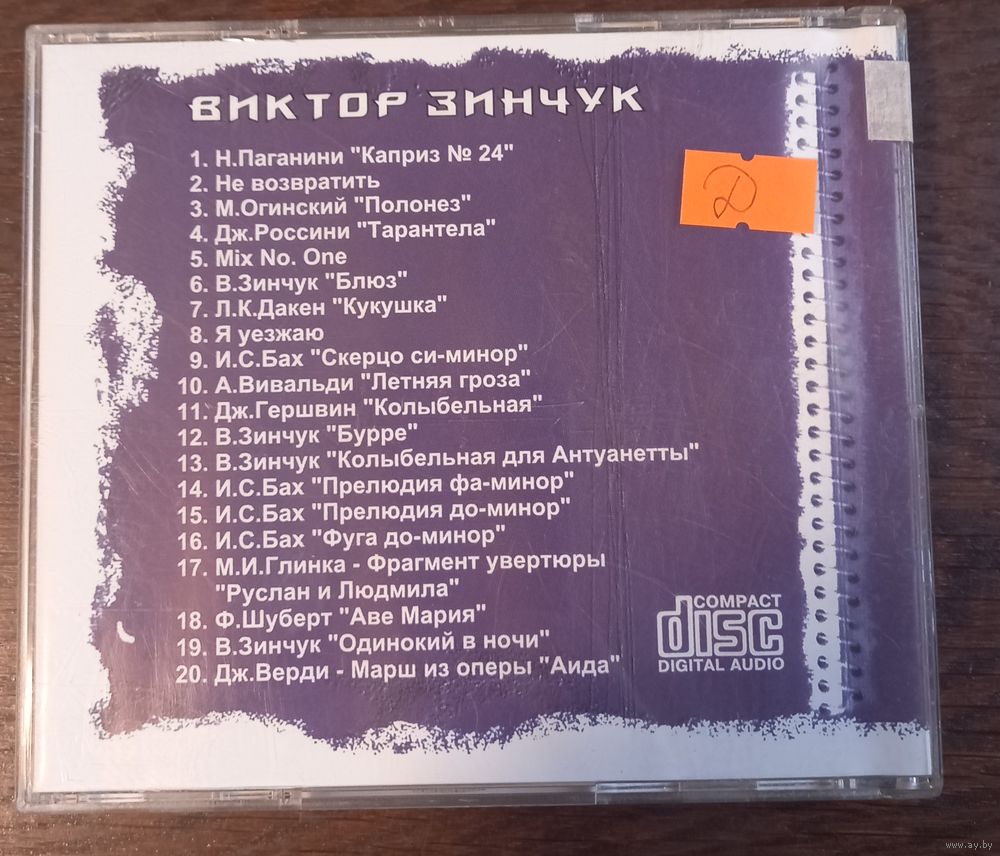 ВИКТОР ЗИНЧУК
1. Н.Паганини "Каприз № 24"
2. Не возвратить
3. М.Огинский "Полонез"
4. Дж.Россини "Тарантела"
5. Mix No. One
6. В.Зинчук "Блюз"
7. Л.К.Дакен "Кукушка"
8. Я уезжаю
9. И.С.Бах "Скерцо си-минор"
10. А.Вивальди "Летняя гроза"
11. Дж.Гершвин "Колыбельная"
12. В.Зинчук "Бурре"
13. В.Зинчук "Колыбельная для Антуанетты"
14. И.С.Бах "Прелюдия фа-минор"
15. И.С.Бах "Прелюдия до-минор"
16. И.С.Бах "Фуга до-минор"
17. М.И.Глинка - Фрагмент увертюры
"Руслан и Людмила"
18. Ф.Шуберт "Аве Мария"
19. В.Зинчук "Одинокий в ночи"
20. Дж.Верди - Марш из оперы "Аида"
Д
COMPACT
disc
DIGITAL AUDIO
www.ay.by